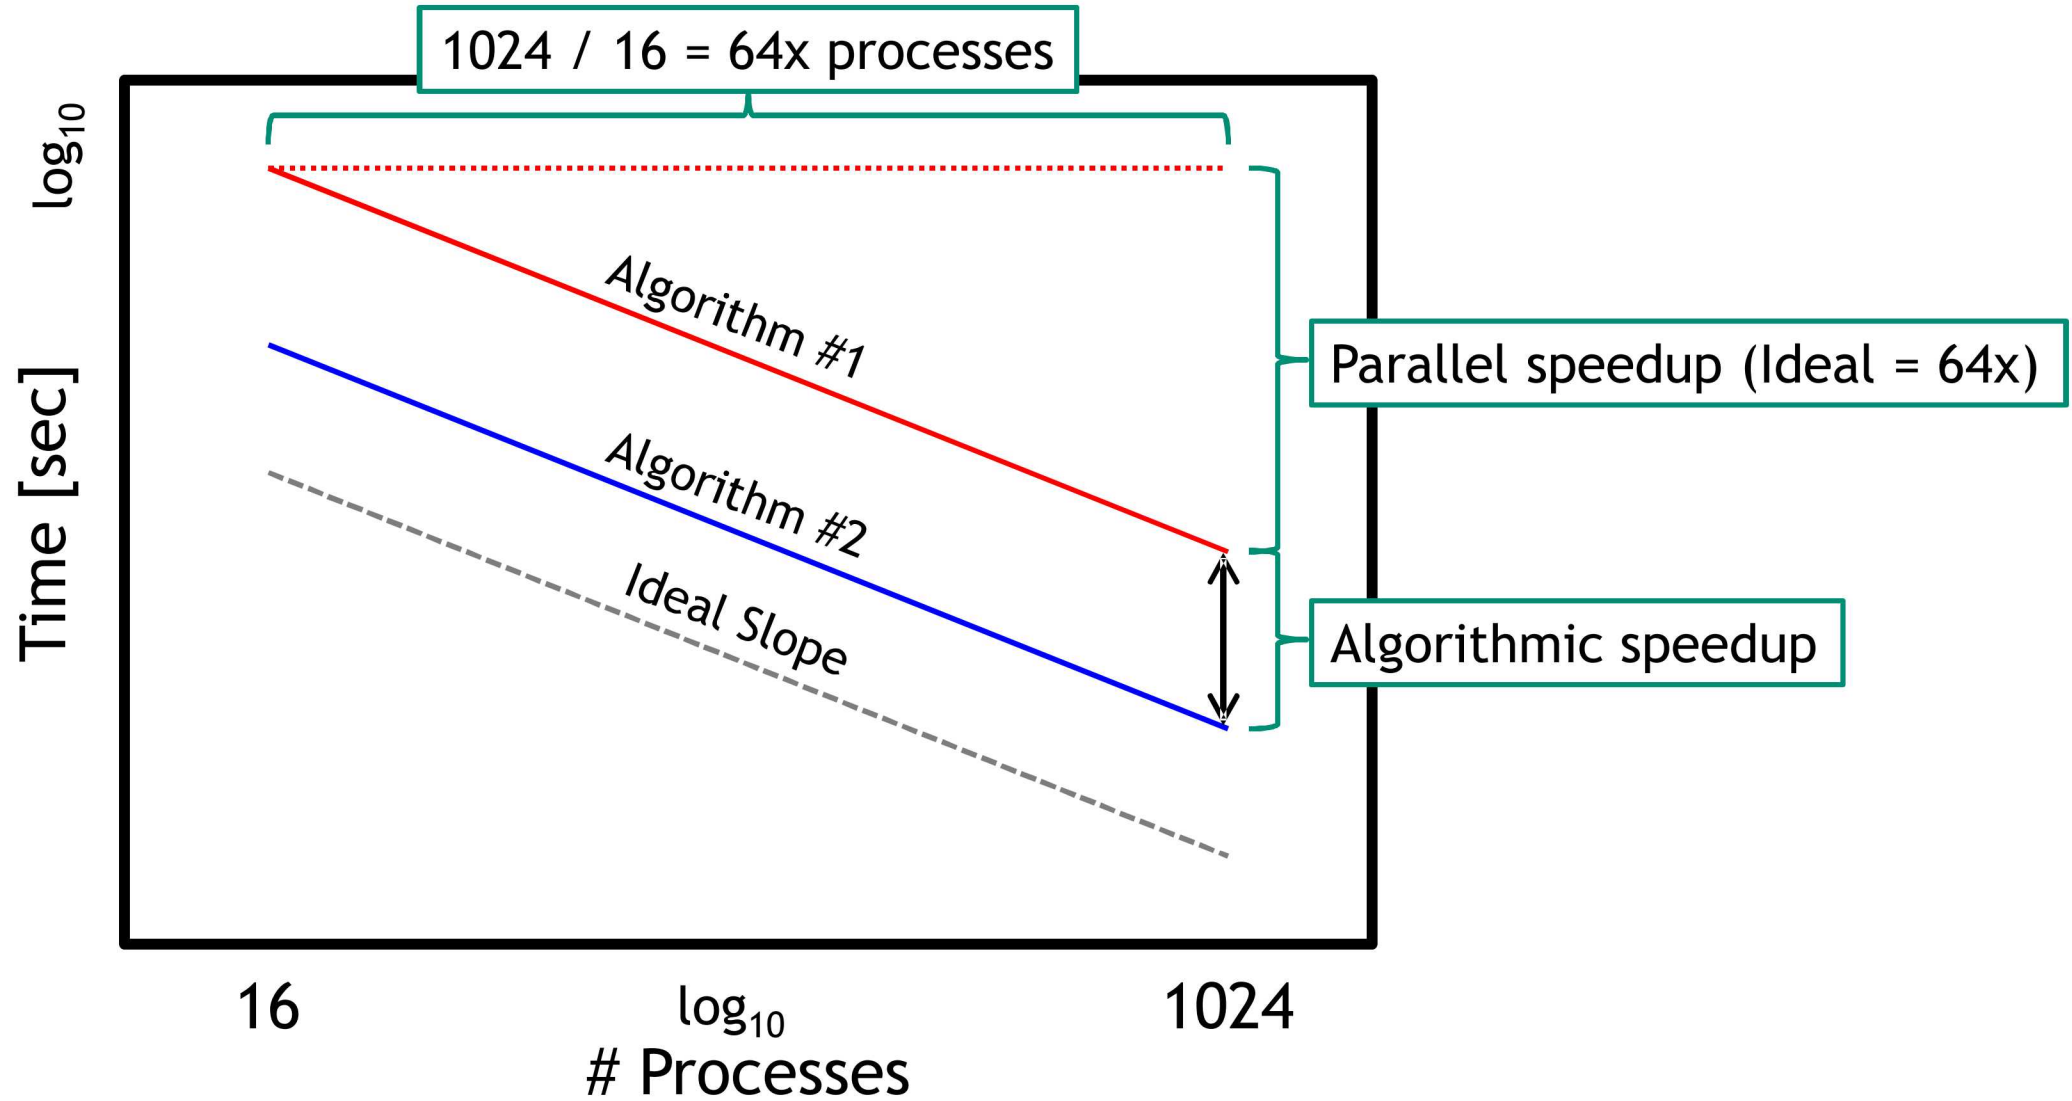 1024 / 16 = 64x processes
log₁₀
Time [sec]
Algorithm #1
Algorithm #2
Ideal Slope
Parallel speedup (Ideal = 64x)
Algorithmic speedup
16
log₁₀
1024
# Processes